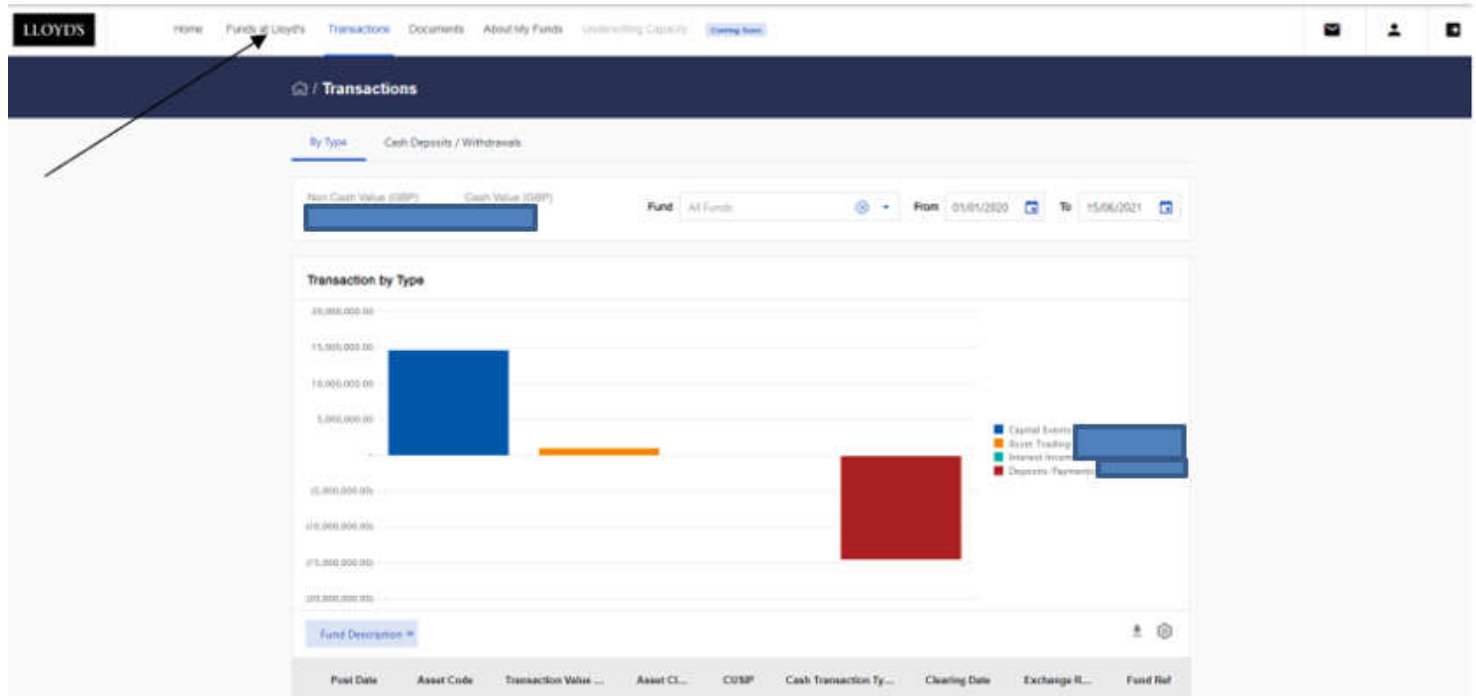 LLOYD'S
Home Funds at Lloyd's Transactions Documents About My Funds Underwriting Capacity Coming Soon
/ Transactions
By Type Cash Deposits / Withdrawals
Non Cash Value (GBP) Cash Value (GBP)
Fund All Funds From 01/01/2020 To 15/06/2021
Transaction by Type
20,000,000.00
15,000,000.00
10,000,000.00
5,000,000.00
-
(5,000,000.00)
(10,000,000.00)
(15,000,000.00)
(20,000,000.00)
Capital Events
Asset Trading
Interest Income
Deposits/Payments
Fund Description
Post Date Asset Code Transaction Value ... Asset Cl... CUSIP Cash Transaction Ty... Clearing Date Exchange R... Fund Ref